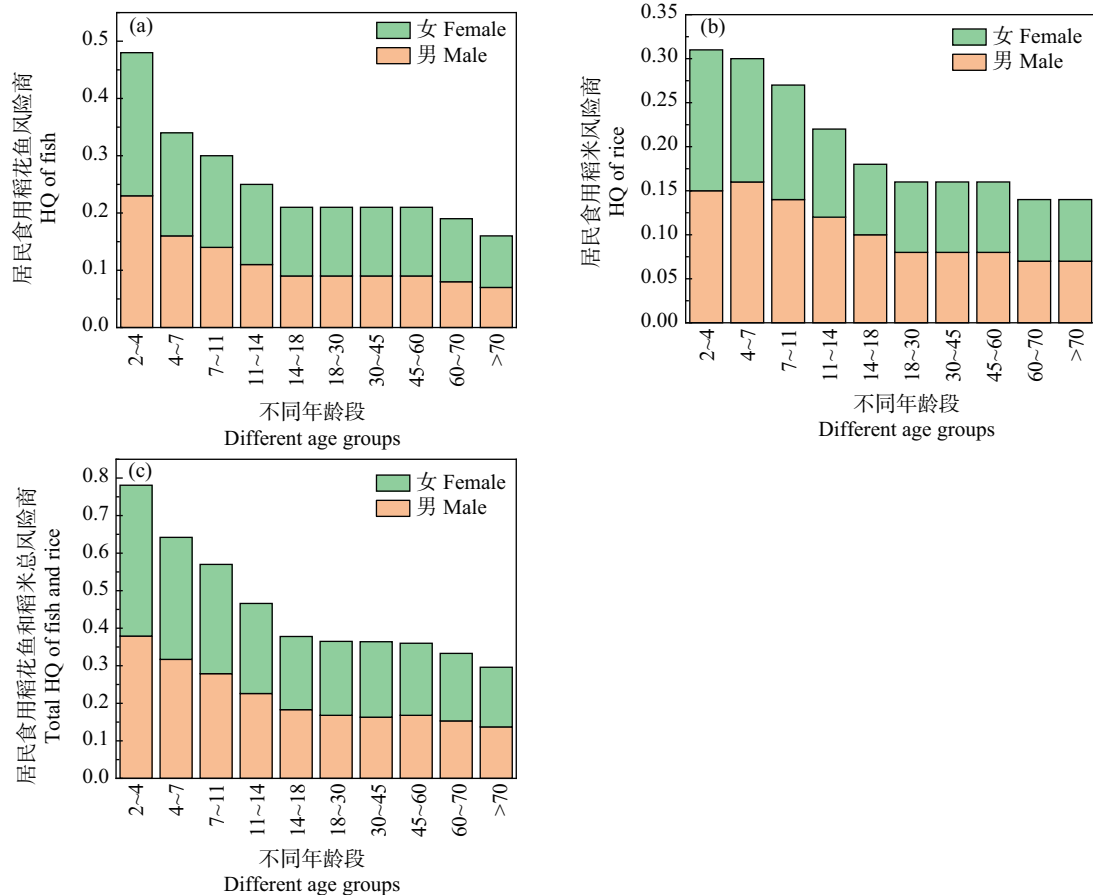 (a)
女 Female
男 Male
居民食用稻花鱼风险商
HQ of fish
0.5
0.4
0.3
0.2
0.1
0.0
2~4
4~7
7~11
11~14
14~18
18~30
30~45
45~60
60~70
>70
不同年龄段
Different age groups
(b)
女 Female
男 Male
居民食用稻米风险商
HQ of rice
0.35
0.30
0.25
0.20
0.15
0.10
0.05
0.00
2~4
4~7
7~11
11~14
14~18
18~30
30~45
45~60
60~70
>70
不同年龄段
Different age groups
(c)
女 Female
男 Male
居民食用稻花鱼和稻米总风险商
Total HQ of fish and rice
0.8
0.7
0.6
0.5
0.4
0.3
0.2
0.1
0.0
2~4
4~7
7~11
11~14
14~18
18~30
30~45
45~60
60~70
>70
不同年龄段
Different age groups